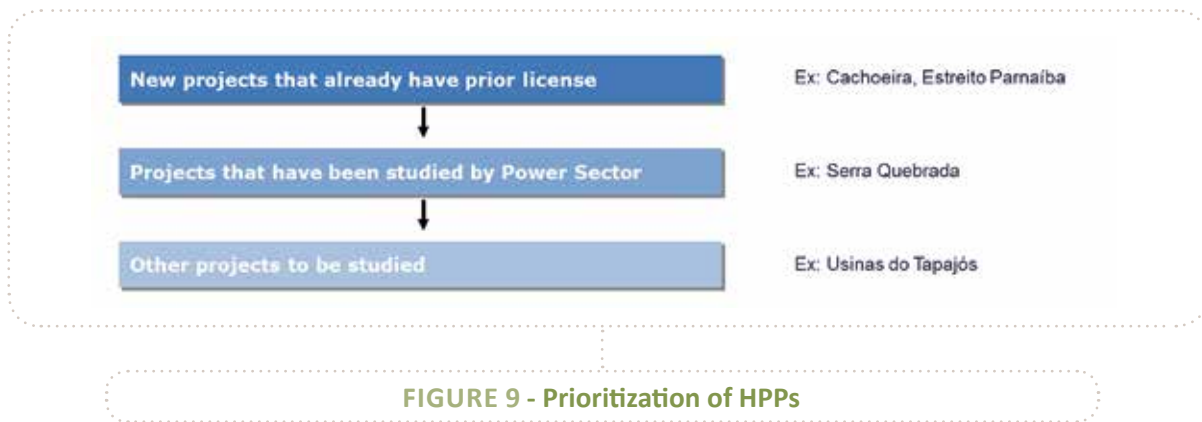 New projects that already have prior license
Ex: Cachoeira, Estreito Parnaíba
Projects that have been studied by Power Sector
Ex: Serra Quebrada
Other projects to be studied
Ex: Usinas do Tapajós
FIGURE 9 - Prioritization of HPPs